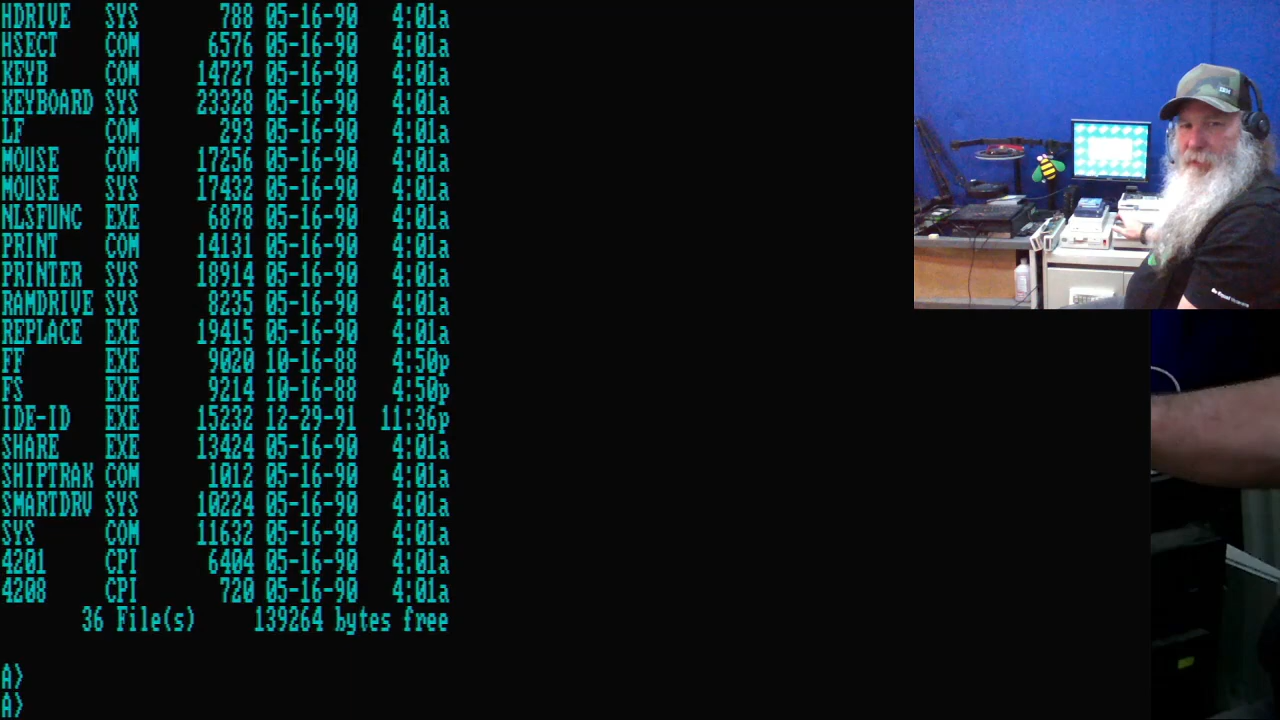 HDRIVE   SYS       788 05-16-90   4:01a
HSECT    COM      6576 05-16-90   4:01a
KEYB     COM     14727 05-16-90   4:01a
KEYBOARD SYS     23328 05-16-90   4:01a
LF       COM       293 05-16-90   4:01a
MOUSE    COM     17256 05-16-90   4:01a
MOUSE    SYS     17432 05-16-90   4:01a
NLSFUNC  EXE      6878 05-16-90   4:01a
PRINT    COM     14131 05-16-90   4:01a
PRINTER  SYS     18914 05-16-90   4:01a
RAMDRIVE SYS      8235 05-16-90   4:01a
REPLACE  EXE     19415 05-16-90   4:01a
FF       EXE      9020 10-16-88   4:50p
FS       EXE      9214 10-16-88   4:50p
IDE-ID   EXE     15232 12-29-91  11:36p
SHARE    EXE     13424 05-16-90   4:01a
SHIPTRAK COM      1012 05-16-90   4:01a
SMARTDRV SYS     10224 05-16-90   4:01a
SYS      COM     11632 05-16-90   4:01a
4201     CPI      6404 05-16-90   4:01a
4208     CPI       720 05-16-90   4:01a
       36 File(s)     139264 bytes free
A>
A>